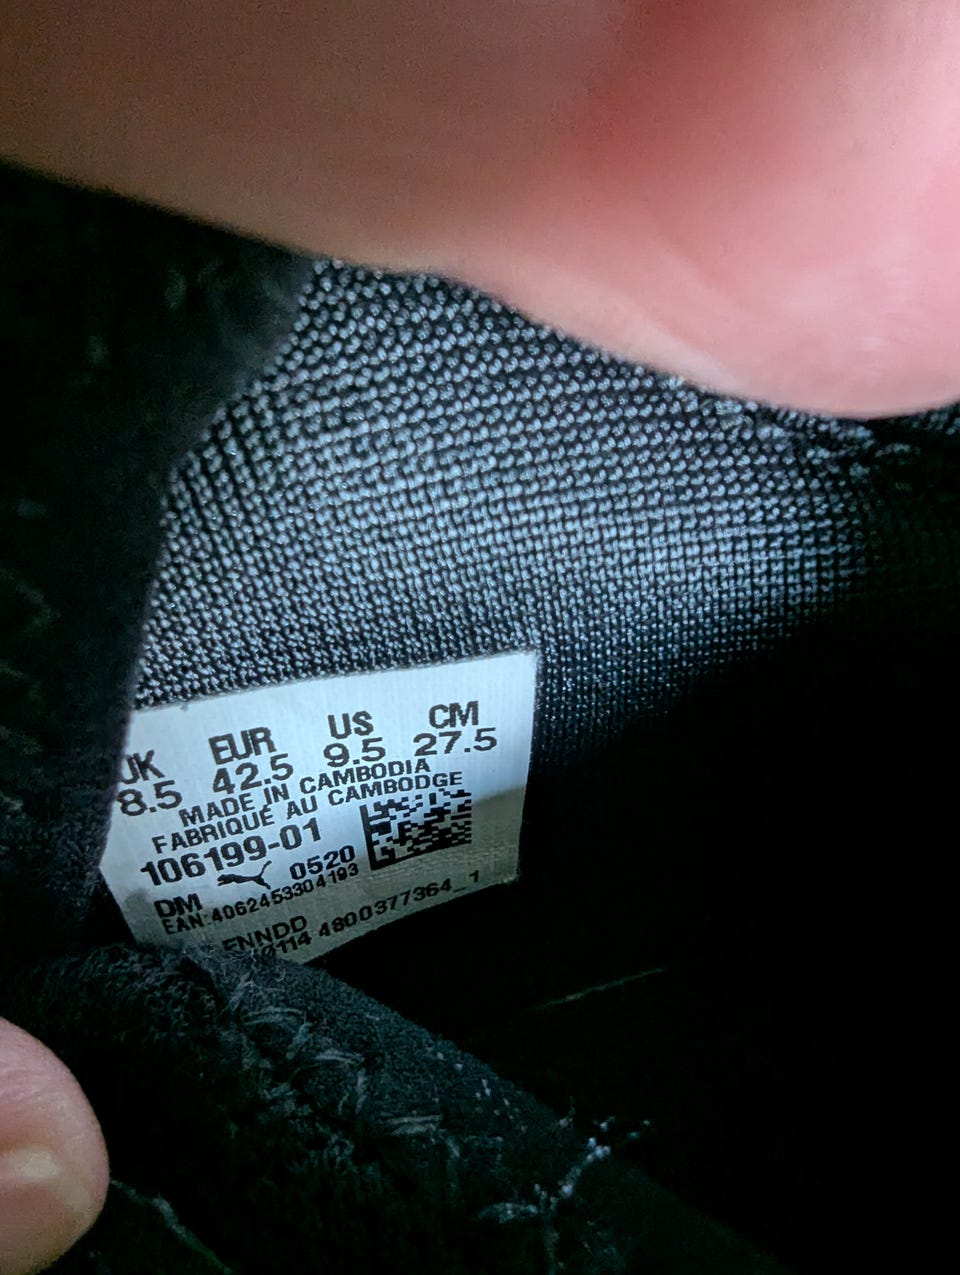 UK EUR US CM
8.5 42.5 9.5 27.5
MADE IN CAMBODIA
FABRIQUÉ AU CAMBODGE
106199-01
DM 0520
EAN:4062453304193
FNNDD
4800377364_1